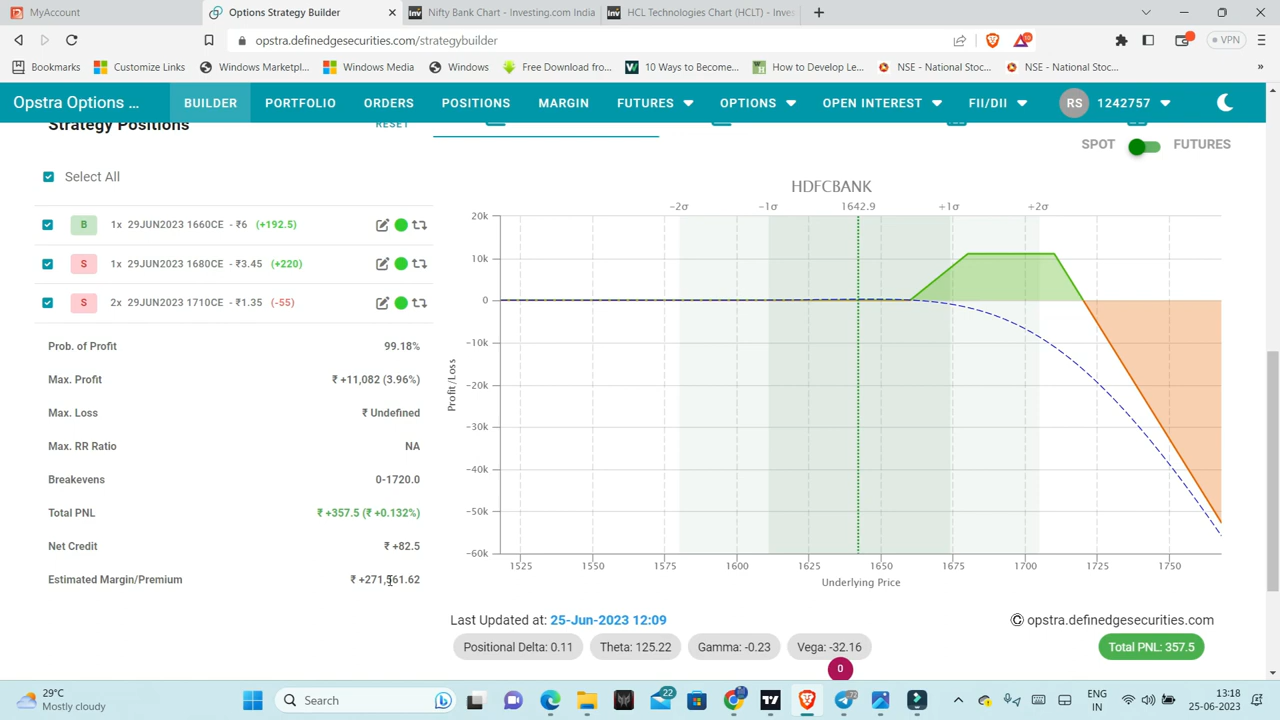 MyAccount
Options Strategy Builder
Nifty Bank Chart - Investing.com India
HCL Technologies Chart (HCLT) - Inves
opstra.definedgesecurities.com/strategybuilder
VPN
Bookmarks
Customize Links
Windows Marketpl...
Windows Media
Windows
Free Download fro...
10 Ways to Become...
How to Develop Le...
NSE - National Stoc...
NSE - National Stoc...
Opstra Options ...
BUILDER
PORTFOLIO
ORDERS
POSITIONS
MARGIN
FUTURES
OPTIONS
OPEN INTEREST
FII/DII
RS
1242757
Strategy Positions
RESET
SPOT
FUTURES
Select All
B 1x 29JUN2023 1660CE - ₹6 (+192.5)
S 1x 29JUN2023 1680CE - ₹3.45 (+220)
S 2x 29JUN2023 1710CE - ₹1.35 (-55)
Prob. of Profit 99.18%
Max. Profit ₹ +11,082 (3.96%)
Max. Loss ₹ Undefined
Max. RR Ratio NA
Breakevens 0-1720.0
Total PNL ₹ +357.5 (₹ +0.132%)
Net Credit ₹ +82.5
Estimated Margin/Premium ₹ +271,561.62
HDFCBANK
-2σ -1σ 1642.9 +1σ +2σ
20k
10k
0
-10k
-20k
-30k
-40k
-50k
-60k
Profit/Loss
1525 1550 1575 1600 1625 1650 1675 1700 1725 1750
Underlying Price
Last Updated at: 25-Jun-2023 12:09
© opstra.definedgesecurities.com
Positional Delta: 0.11
Theta: 125.22
Gamma: -0.23
Vega: -32.16
Total PNL: 357.5
0
29°C
Mostly cloudy
Search
22
72
ENG
IN
13:18
25-06-2023